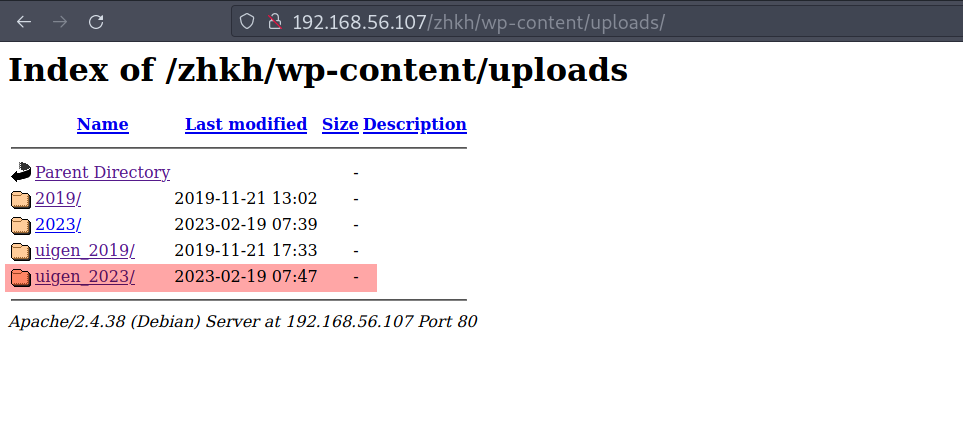 192.168.56.107/zhkh/wp-content/uploads/
Index of /zhkh/wp-content/uploads
Name Last modified Size Description
Parent Directory -
2019/ 2019-11-21 13:02 -
2023/ 2023-02-19 07:39 -
uigen_2019/ 2019-11-21 17:33 -
uigen_2023/ 2023-02-19 07:47 -
Apache/2.4.38 (Debian) Server at 192.168.56.107 Port 80